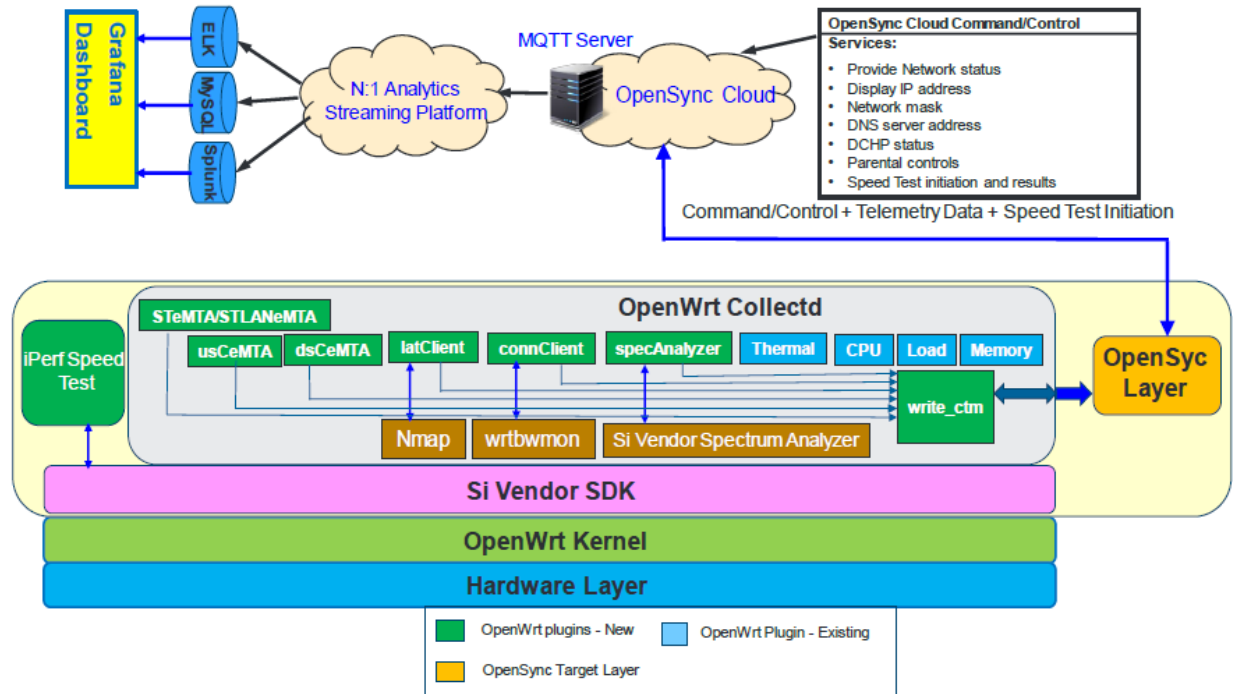 Grafana
Dashboard
ELK
MySQL
Splunk
N:1 Analytics
Streaming Platform
MQTT Server
OpenSync Cloud
OpenSync Cloud Command/Control
Services:
• Provide Network status
• Display IP address
• Network mask
• DNS server address
• DCHP status
• Parental controls
• Speed Test initiation and results
Command/Control + Telemetry Data + Speed Test Initiation
OpenWrt Collectd
STeMTA/STLANeMTA
iPerf Speed
Test
usCeMTA
dsCeMTA
latClient
connClient
specAnalyzer
Thermal
CPU
Load
Memory
write_ctm
OpenSyc
Layer
Nmap
wrtbwmon
Si Vendor Spectrum Analyzer
Si Vendor SDK
OpenWrt Kernel
Hardware Layer
OpenWrt plugins - New
OpenWrt Plugin - Existing
OpenSync Target Layer